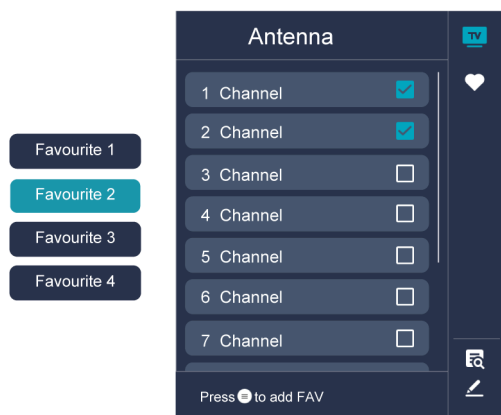 Antenna
TV
1 Channel
2 Channel
3 Channel
4 Channel
5 Channel
6 Channel
7 Channel
Press to add FAV
Favourite 1
Favourite 2
Favourite 3
Favourite 4